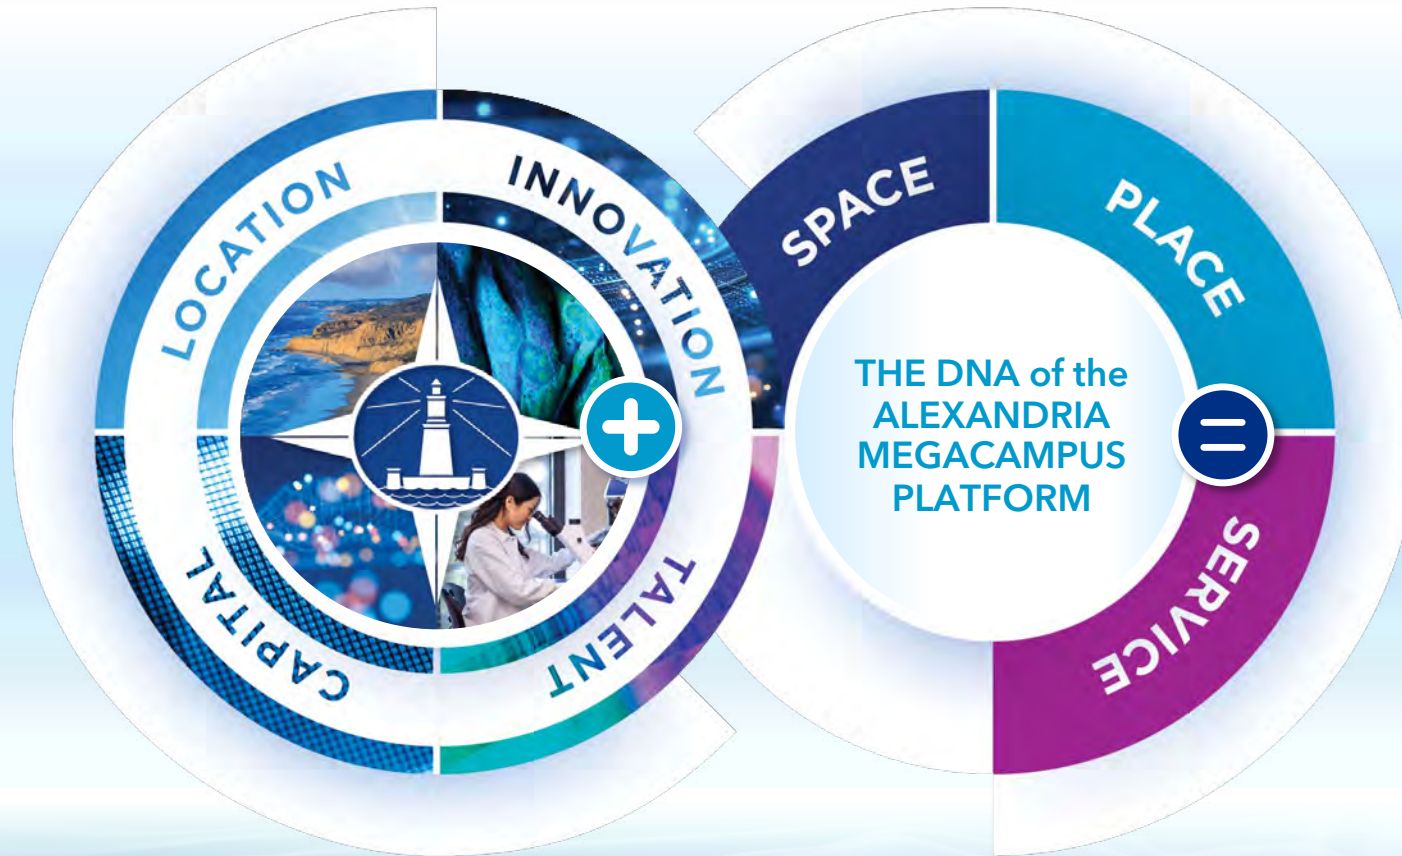 LOCATION
INNOVATION
TALENT
CAPITAL
+
SPACE
PLACE
SERVICE
THE DNA of the
ALEXANDRIA
MEGACAMPUS
PLATFORM
=